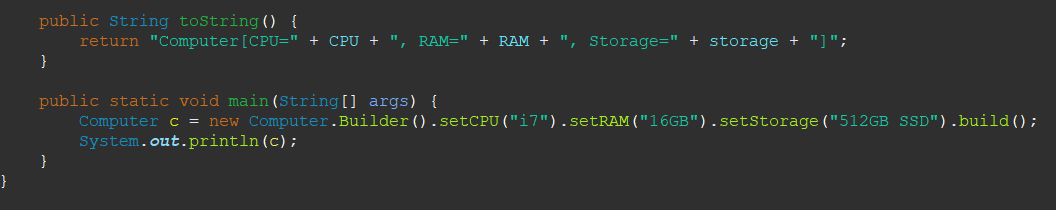 public String toString() {
return "Computer[CPU=" + CPU + ", RAM=" + RAM + ", Storage=" + storage + "]";
}
public static void main(String[] args) {
Computer c = new Computer.Builder().setCPU("i7").setRAM("16GB").setStorage("512GB SSD").build();
System.out.println(c);
}
}